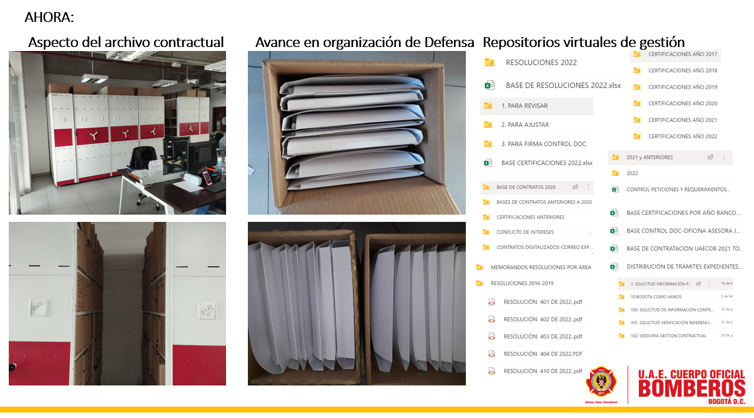 AHORA:
Aspecto del archivo contractual
Avance en organización de Defensa
Repositorios virtuales de gestión
RESOLUCIONES 2022
BASE DE RESOLUCIONES 2022.xlsx
1. PARA REVISAR
2. PARA AJUSTAR
3. PARA FIRMA CONTROL DOC
BASE CERTIFICACIONES 2022.xlsx
BASE DE CONTRATOS 2020
BASES DE CONTRATOS ANTERIORES A 2020
CERTIFICACIONES ANTERIORES
CONFLICTO DE INTERESES
CONTRATOS DIGITALIZADOS-CORREO EXP...
MEMORANDOS RESOLUCIONES POR ÁREA
RESOLUCIONES 2016-2019
RESOLUCIÓN 401 DE 2022.pdf
RESOLUCIÓN 402 DE 2022.pdf
RESOLUCIÓN 403 DE 2022.pdf
RESOLUCIÓN 404 DE 2022.PDF
RESOLUCIÓN 410 DE 2022.pdf
CERTIFICACIONES AÑO 2017
CERTIFICACIONES AÑO 2018
CERTIFICACIONES AÑO 2019
CERTIFICACIONES AÑO 2020
CERTIFICACIONES AÑO 2021
CERTIFICACIONES AÑO 2022
2021 y ANTERIORES
2022
CONTROL PETICIONES Y REQUERIMIENTOS...
BASE CERTIFICACIONES POR AÑO BANCO...
BASE CONTROL DOC-OFICINA ASESORA J...
BASE DE CONTRATACION UAECOB 2021 TO...
DISTRIBUCIÓN DE TRÁMITES EXPEDIENTES...
1. SOLICITUD INFORMACIÓN P...
10.BOGOTA COMO VAMOS
100. SOLICITUD DE INFORMACION CONTR...
101. SOLICITUD VERIFICACIÓN REFERENCI...
102. VEEDURIA GESTION CONTRACTUAL
U.A.E. CUERPO OFICIAL
BOMBEROS
BOGOTÁ D.C.